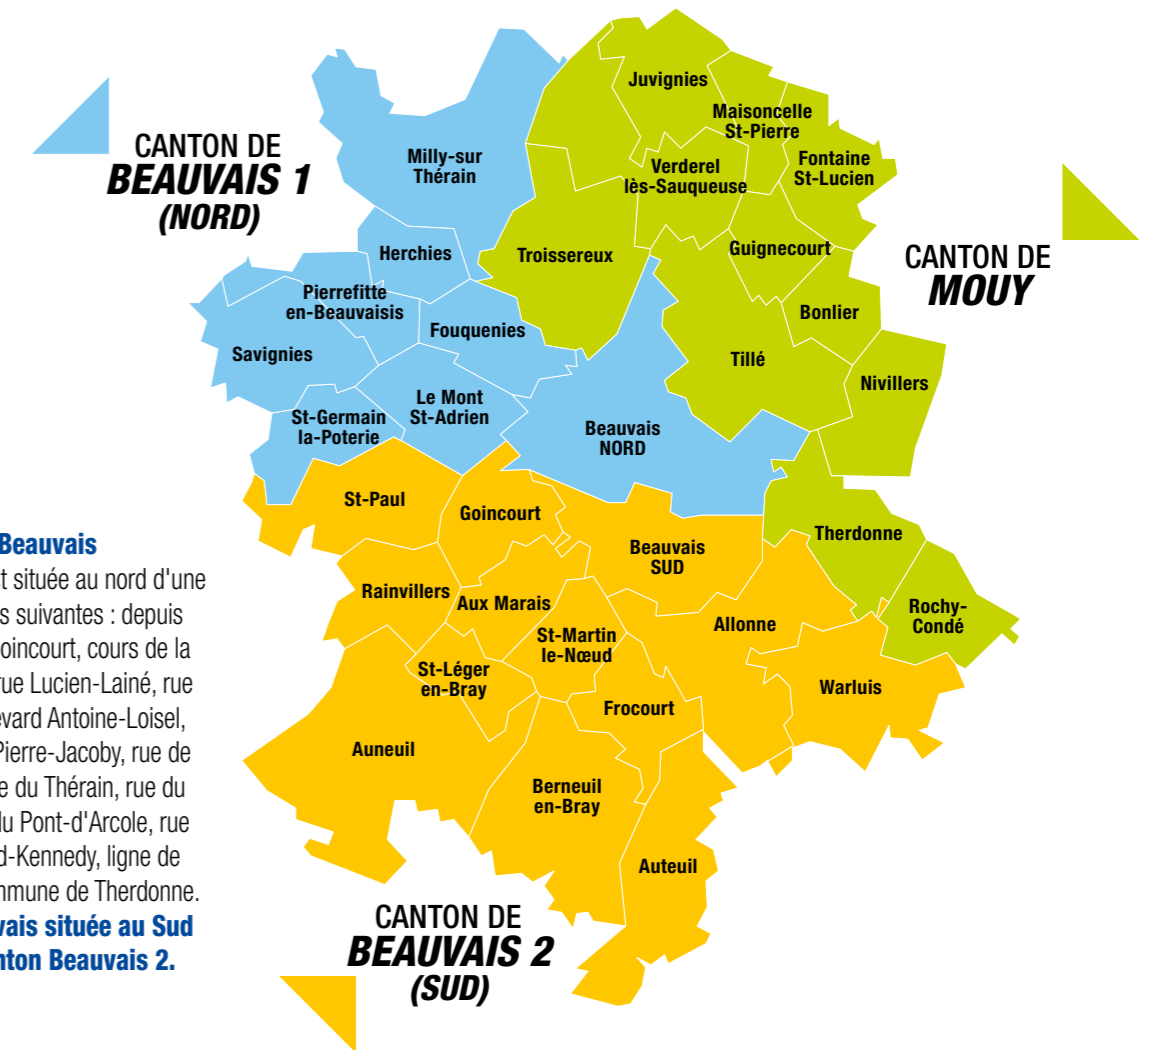 CANTON DE
BEAUVAIS 1
(NORD)
Milly-sur
Thérain
Juvignies
Maisoncelle
St-Pierre
Verderel
lès-Sauqueuse
Fontaine
St-Lucien
Herchies
Troissereux
Guignecourt
CANTON DE
MOUY
Pierrefitte
en-Beauvaisis
Fouquenies
Bonlier
Savignies
Tillé
Nivillers
St-Germain
la-Poterie
Le Mont
St-Adrien
Beauvais
NORD
St-Paul
Goincourt
Therdonne
Beauvais
SUD
Rainvillers
Aux Marais
Rochy-
Condé
Allonne
St-Martin
le-Nœud
St-Léger
en-Bray
Warluis
Frocourt
Auneuil
Berneuil
en-Bray
Auteuil
CANTON DE
BEAUVAIS 2
(SUD)
Beauvais
t située au nord d'une
s suivantes : depuis
oincourt, cours de la
rue Lucien-Lainé, rue
evard Antoine-Loisel,
Pierre-Jacoby, rue de
e du Thérain, rue du
du Pont-d'Arcole, rue
d-Kennedy, ligne de
mmune de Therdonne.
vais située au Sud
nton Beauvais 2.